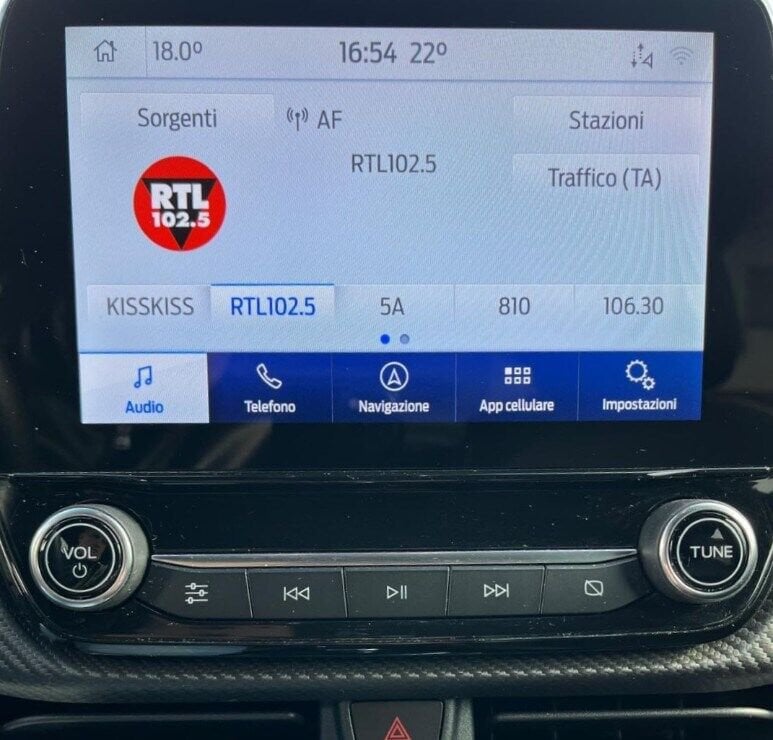 18.0° 16:54 22°
Sorgenti AF Stazioni
RTL102.5 Traffico (TA)
RTL
102.5
KISSKISS RTL102.5 5A 810 106.30
Audio Telefono Navigazione App cellulare Impostazioni
VOL TUNE